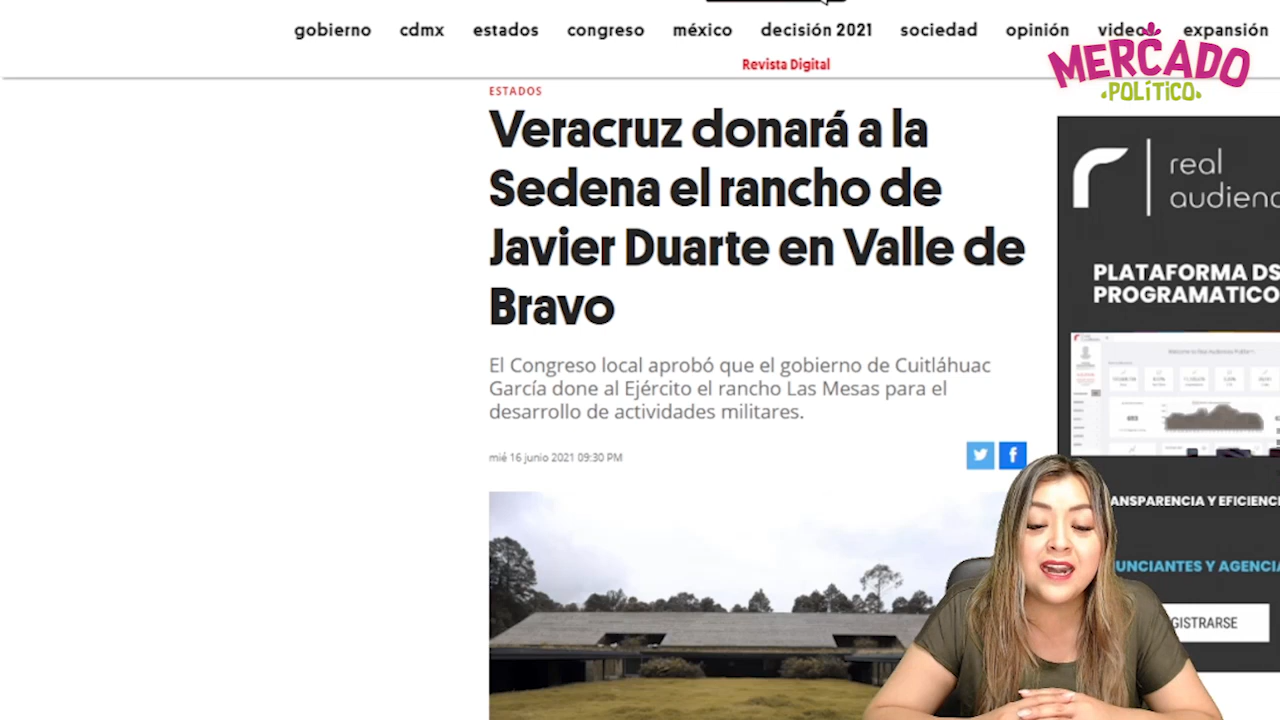 gobierno cdmx estados congreso méxico decisión 2021 sociedad opinión videos expansión
Revista Digital
MERCADO
POLÍTICO
ESTADOS
Veracruz donará a la
Sedena el rancho de
Javier Duarte en Valle de
Bravo
El Congreso local aprobó que el gobierno de Cuitláhuac
García done al Ejército el rancho Las Mesas para el
desarrollo de actividades militares.
mié 16 junio 2021 09:30 PM
real
audienc
PLATAFORMA DS
PROGRAMATICO
ANSPARENCIA Y EFICIENCI
UNCIANTES Y AGENCIA
GISTRARSE